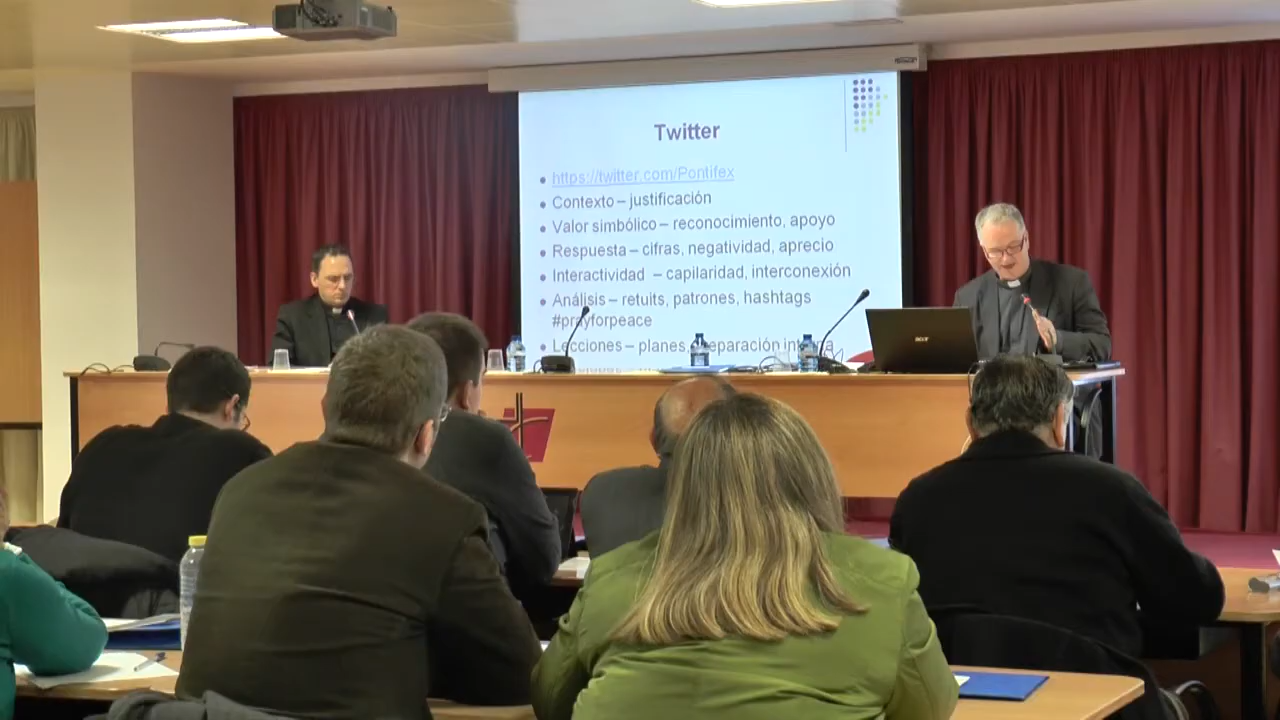 Twitter
https://twitter.com/Pontifex
Contexto – justificación
Valor simbólico – reconocimiento, apoyo
Respuesta – cifras, negatividad, aprecio
Interactividad – capilaridad, interconexión
Análisis – retuits, patrones, hashtags
#prayforpeace
Lecciones – planes,
acer